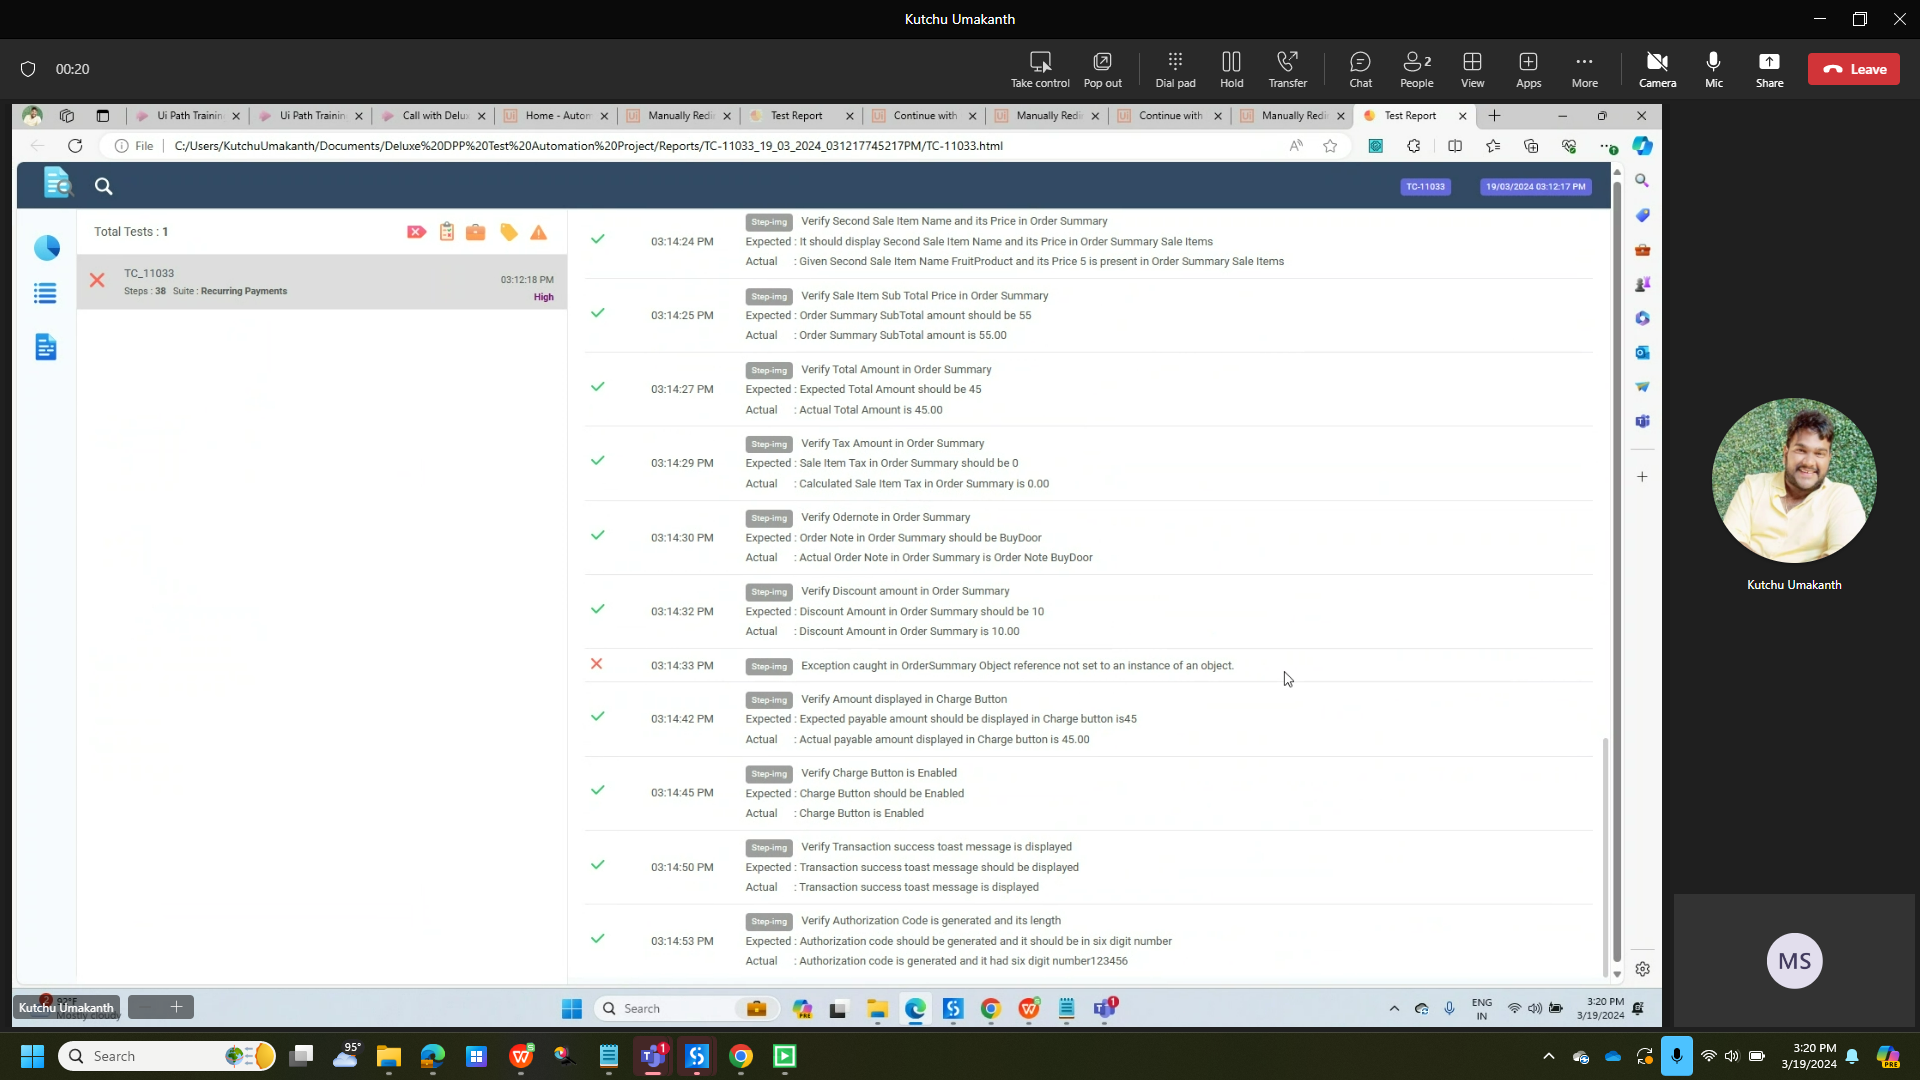 Kutchu Umakanth
00:20
Take control
Pop out
Dial pad
Hold
Transfer
Chat
2
People
View
Apps
More
Camera
Mic
Share
Leave
Ui Path Trainin
Ui Path Trainin
Call with Delu
Home - Autom
Manually Redi
Test Report
Continue with
Manually Redi
Continue with
Manually Redi
Test Report
File
C:/Users/KutchuUmakanth/Documents/Deluxe%20DPP%20Test%20Automation%20Project/Reports/TC-11033_19_03_2024_031217745217PM/TC-11033.html
TC-11033
19/03/2024 03:12:17 PM
Total Tests : 1
TC_11033
Steps : 38 Suite : Recurring Payments
03:12:18 PM
High
03:14:24 PM
Step-img Verify Second Sale Item Name and its Price in Order Summary
Expected : It should display Second Sale Item Name and its Price in Order Summary Sale Items
Actual : Given Second Sale Item Name FruitProduct and its Price 5 is present in Order Summary Sale Items
03:14:25 PM
Step-img Verify Sale Item Sub Total Price in Order Summary
Expected : Order Summary SubTotal amount should be 55
Actual : Order Summary SubTotal amount is 55.00
03:14:27 PM
Step-img Verify Total Amount in Order Summary
Expected : Expected Total Amount should be 45
Actual : Actual Total Amount is 45.00
03:14:29 PM
Step-img Verify Tax Amount in Order Summary
Expected : Sale Item Tax in Order Summary should be 0
Actual : Calculated Sale Item Tax in Order Summary is 0.00
03:14:30 PM
Step-img Verify Odernote in Order Summary
Expected : Order Note in Order Summary should be BuyDoor
Actual : Actual Order Note in Order Summary is Order Note BuyDoor
03:14:32 PM
Step-img Verify Discount amount in Order Summary
Expected : Discount Amount in Order Summary should be 10
Actual : Discount Amount in Order Summary is 10.00
03:14:33 PM
Step-img Exception caught in OrderSummary Object reference not set to an instance of an object.
03:14:42 PM
Step-img Verify Amount displayed in Charge Button
Expected : Expected payable amount should be displayed in Charge button is45
Actual : Actual payable amount displayed in Charge button is 45.00
03:14:45 PM
Step-img Verify Charge Button is Enabled
Expected : Charge Button should be Enabled
Actual : Charge Button is Enabled
03:14:50 PM
Step-img Verify Transaction success toast message is displayed
Expected : Transaction success toast message should be displayed
Actual : Transaction success toast message is displayed
03:14:53 PM
Step-img Verify Authorization Code is generated and its length
Expected : Authorization code should be generated and it should be in six digit number
Actual : Authorization code is generated and it had six digit number123456
Kutchu Umakanth
MS
Kutchu Umakanth
Search
ENG
IN
3:20 PM
3/19/2024
Search
95°
3:20 PM
3/19/2024